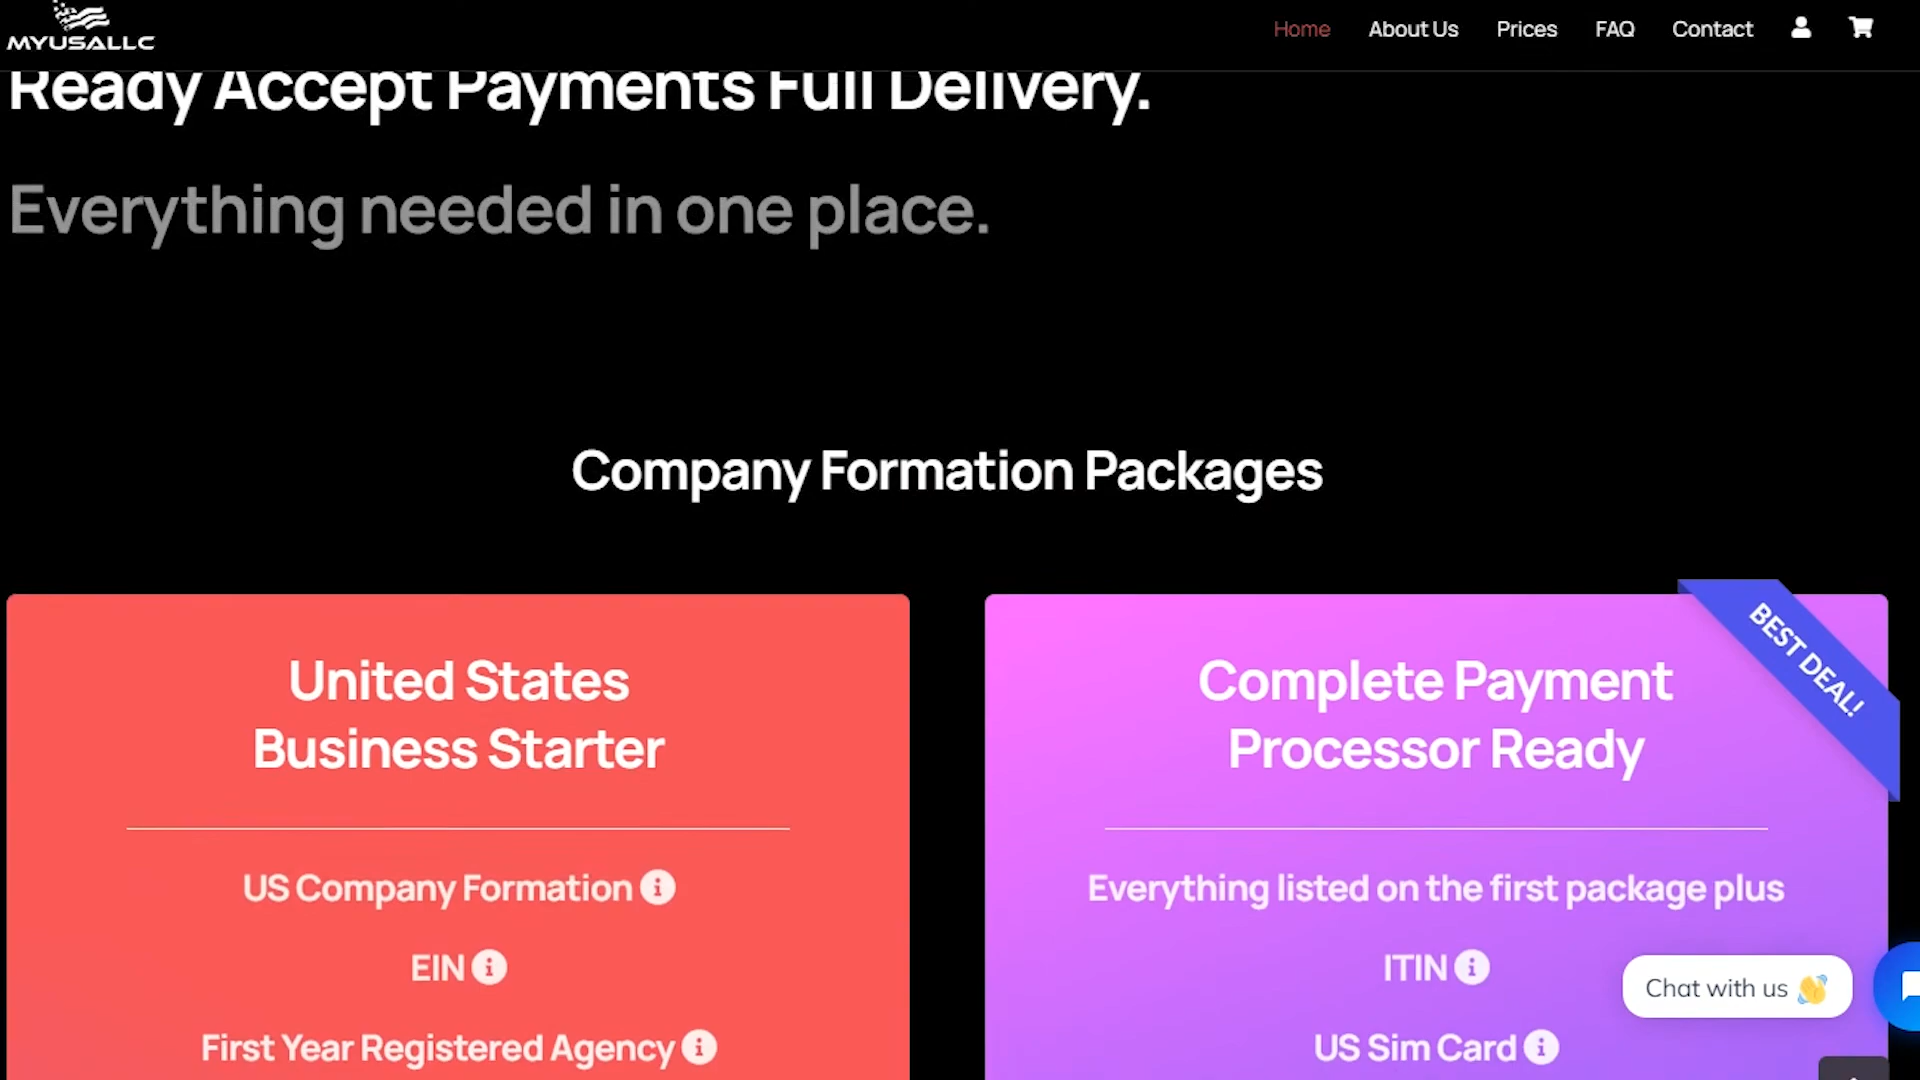 MYUSALLC
Home About Us Prices FAQ Contact
Ready Accept Payments Full Delivery.
Everything needed in one place.
Company Formation Packages
United States
Business Starter
US Company Formation
EIN
First Year Registered Agency
BEST DEAL!
Complete Payment
Processor Ready
Everything listed on the first package plus
ITIN
US Sim Card
Chat with us 👋